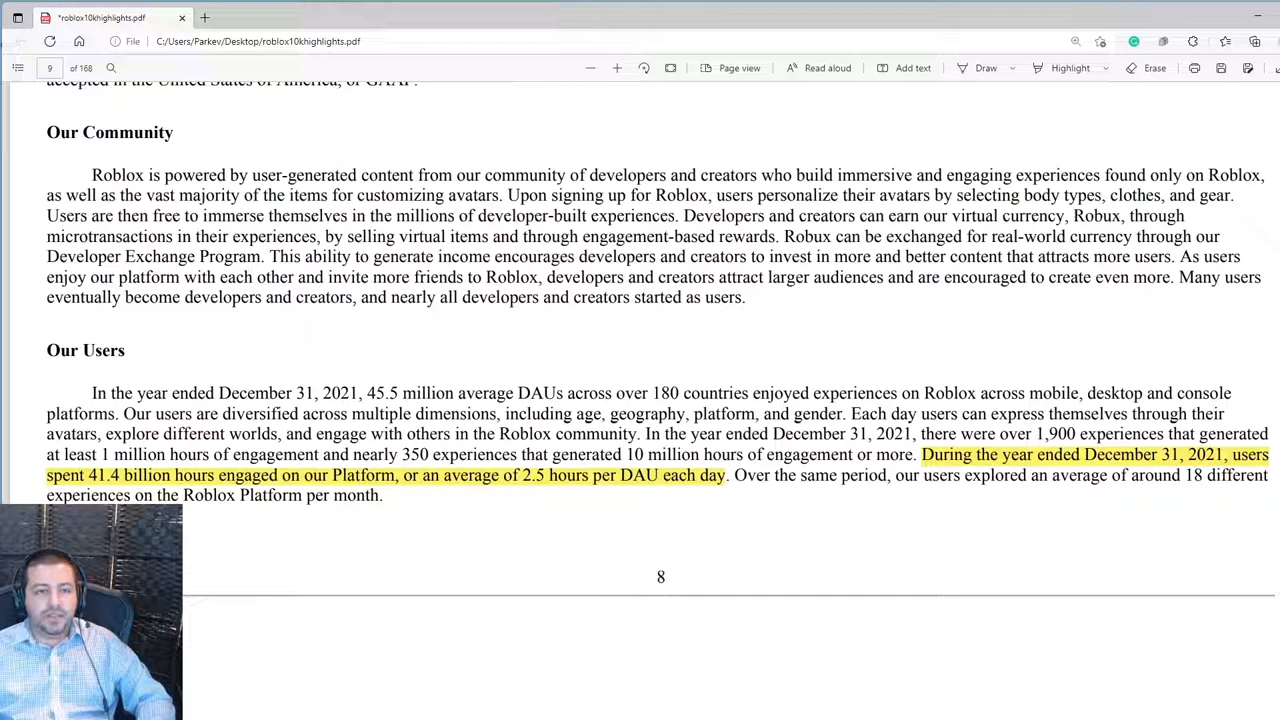 *roblox10khighlights.pdf
File
C:/Users/Parkev/Desktop/roblox10khighlights.pdf
9 of 168
Page view
Read aloud
Add text
Draw
Highlight
Erase
accepted in the United States of America, or GAAP.
Our Community
Roblox is powered by user-generated content from our community of developers and creators who build immersive and engaging experiences found only on Roblox,
as well as the vast majority of the items for customizing avatars. Upon signing up for Roblox, users personalize their avatars by selecting body types, clothes, and gear.
Users are then free to immerse themselves in the millions of developer-built experiences. Developers and creators can earn our virtual currency, Robux, through
microtransactions in their experiences, by selling virtual items and through engagement-based rewards. Robux can be exchanged for real-world currency through our
Developer Exchange Program. This ability to generate income encourages developers and creators to invest in more and better content that attracts more users. As users
enjoy our platform with each other and invite more friends to Roblox, developers and creators attract larger audiences and are encouraged to create even more. Many users
eventually become developers and creators, and nearly all developers and creators started as users.
Our Users
In the year ended December 31, 2021, 45.5 million average DAUs across over 180 countries enjoyed experiences on Roblox across mobile, desktop and console
platforms. Our users are diversified across multiple dimensions, including age, geography, platform, and gender. Each day users can express themselves through their
avatars, explore different worlds, and engage with others in the Roblox community. In the year ended December 31, 2021, there were over 1,900 experiences that generated
at least 1 million hours of engagement and nearly 350 experiences that generated 10 million hours of engagement or more. During the year ended December 31, 2021, users
spent 41.4 billion hours engaged on our Platform, or an average of 2.5 hours per DAU each day. Over the same period, our users explored an average of around 18 different
experiences on the Roblox Platform per month.
8